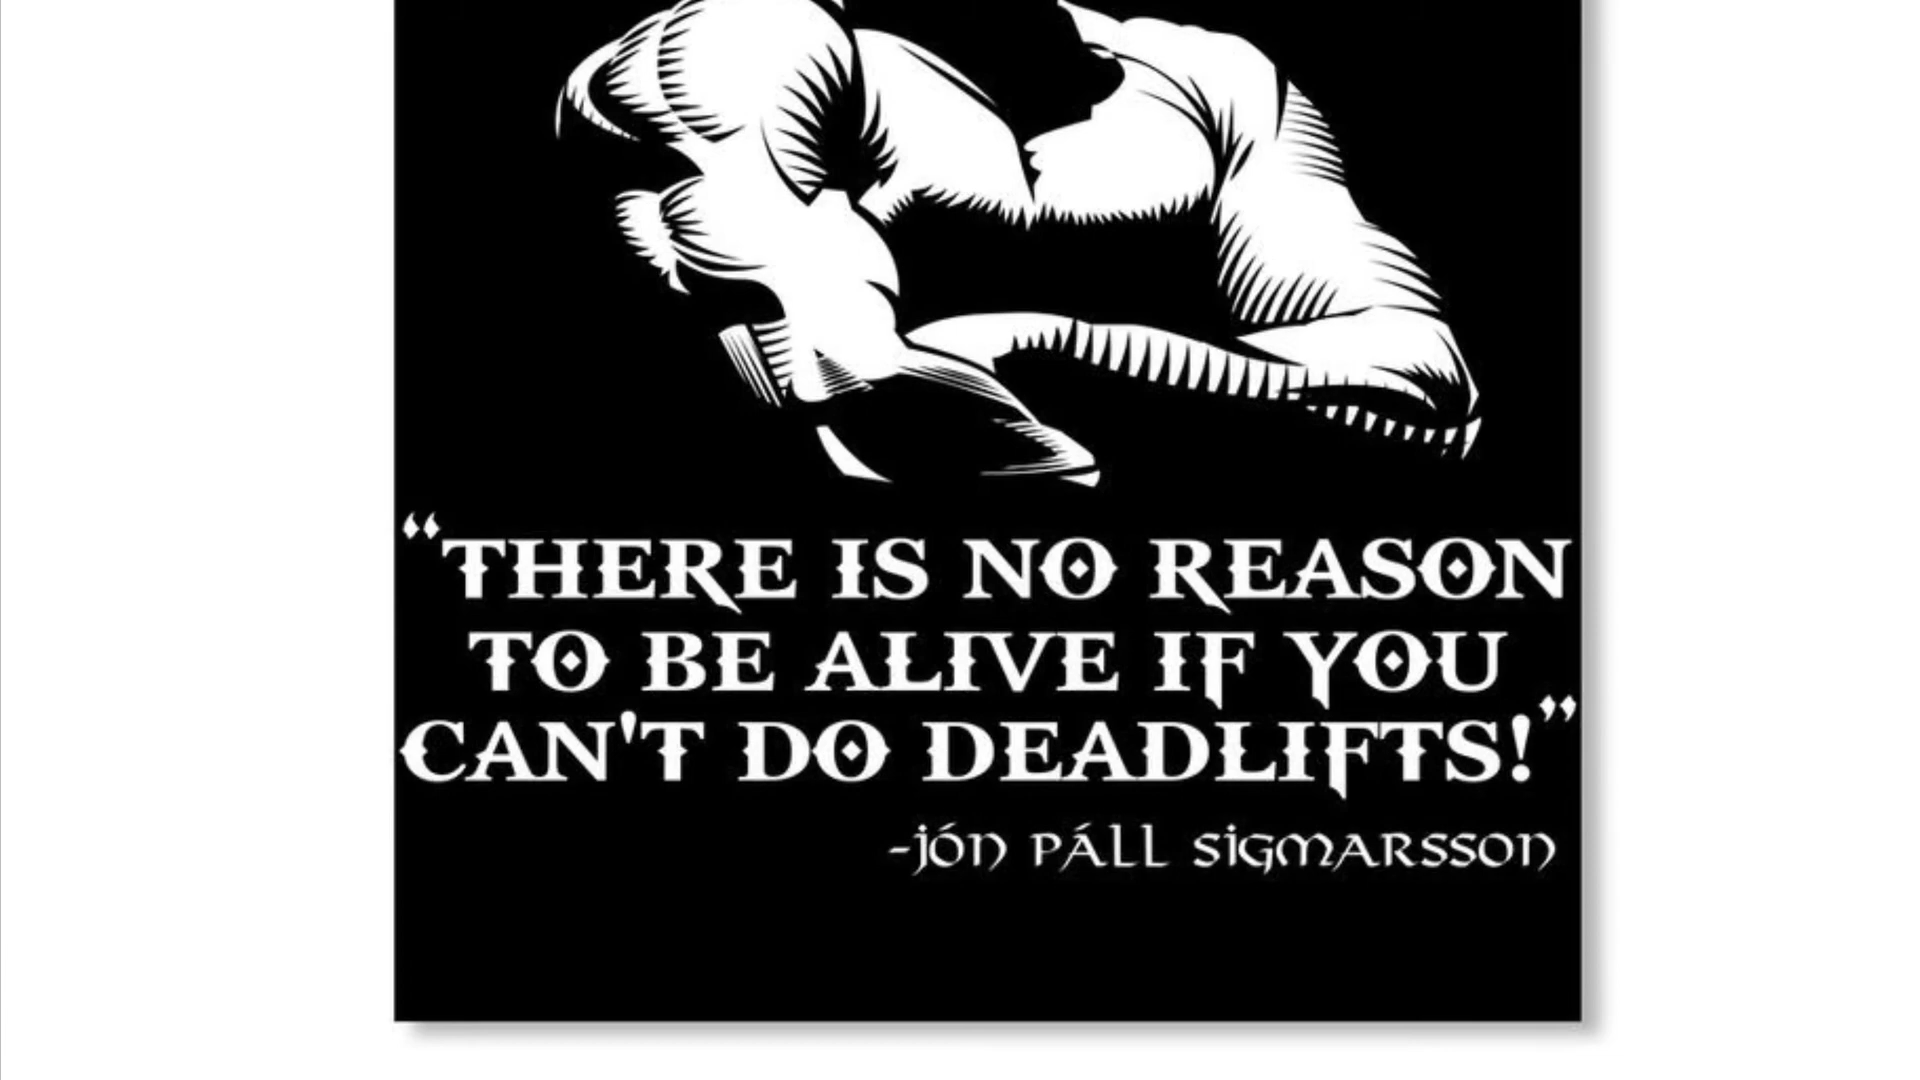 “THERE IS NO REASON
TO BE ALIVE IF YOU
CAN'T DO DEADLIFTS!”
-JÓN PÁLL SIGMARSSON